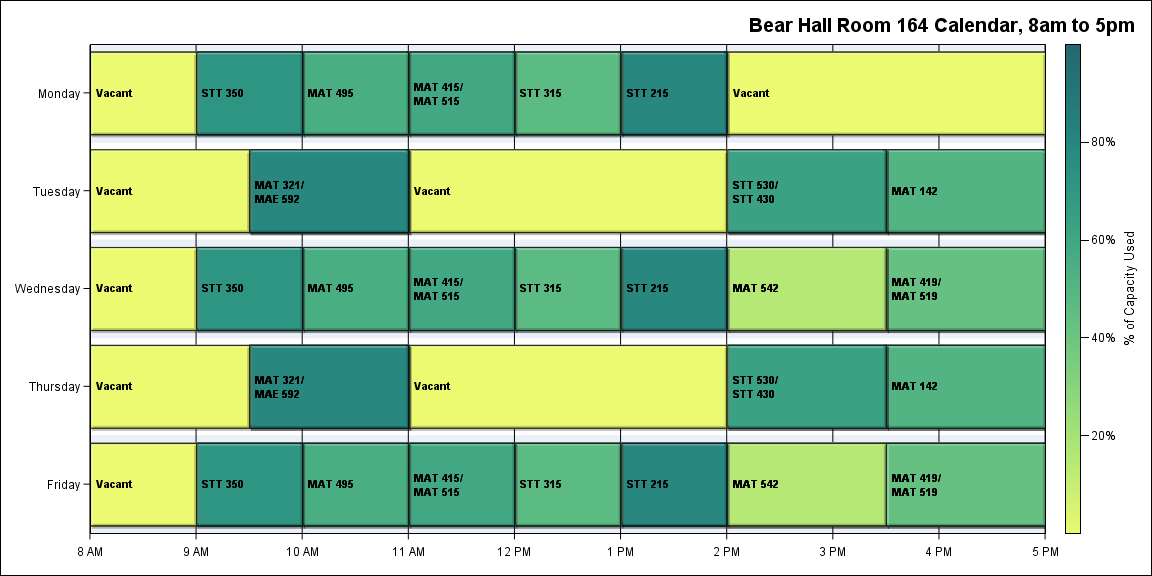 Bear Hall Room 164 Calendar, 8am to 5pm
Monday
Vacant
STT 350
MAT 495
MAT 415/
MAT 515
STT 315
STT 215
Vacant
Tuesday
Vacant
MAT 321/
MAE 592
Vacant
STT 530/
STT 430
MAT 142
Wednesday
Vacant
STT 350
MAT 495
MAT 415/
MAT 515
STT 315
STT 215
MAT 542
MAT 419/
MAT 519
Thursday
Vacant
MAT 321/
MAE 592
Vacant
STT 530/
STT 430
MAT 142
Friday
Vacant
STT 350
MAT 495
MAT 415/
MAT 515
STT 315
STT 215
MAT 542
MAT 419/
MAT 519
8 AM
9 AM
10 AM
11 AM
12 PM
1 PM
2 PM
3 PM
4 PM
5 PM
80%
60%
40%
20%
% of Capacity Used